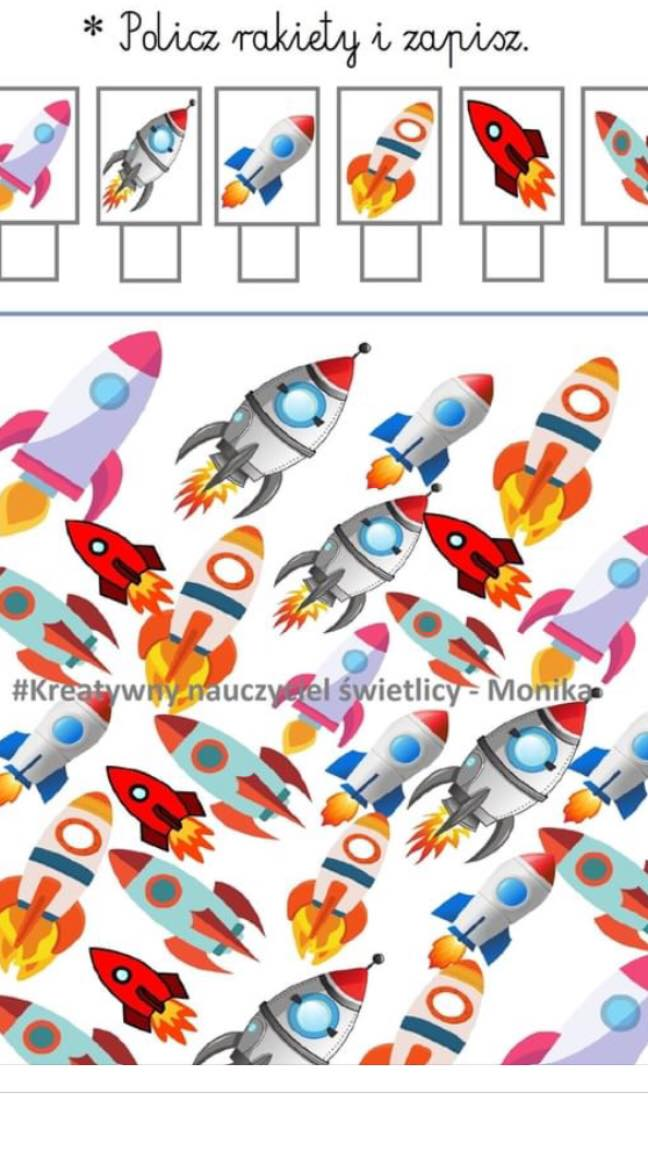 * Policz rakiety i zapisz.
#Kreatywny nauczyciel świetlicy - Monika